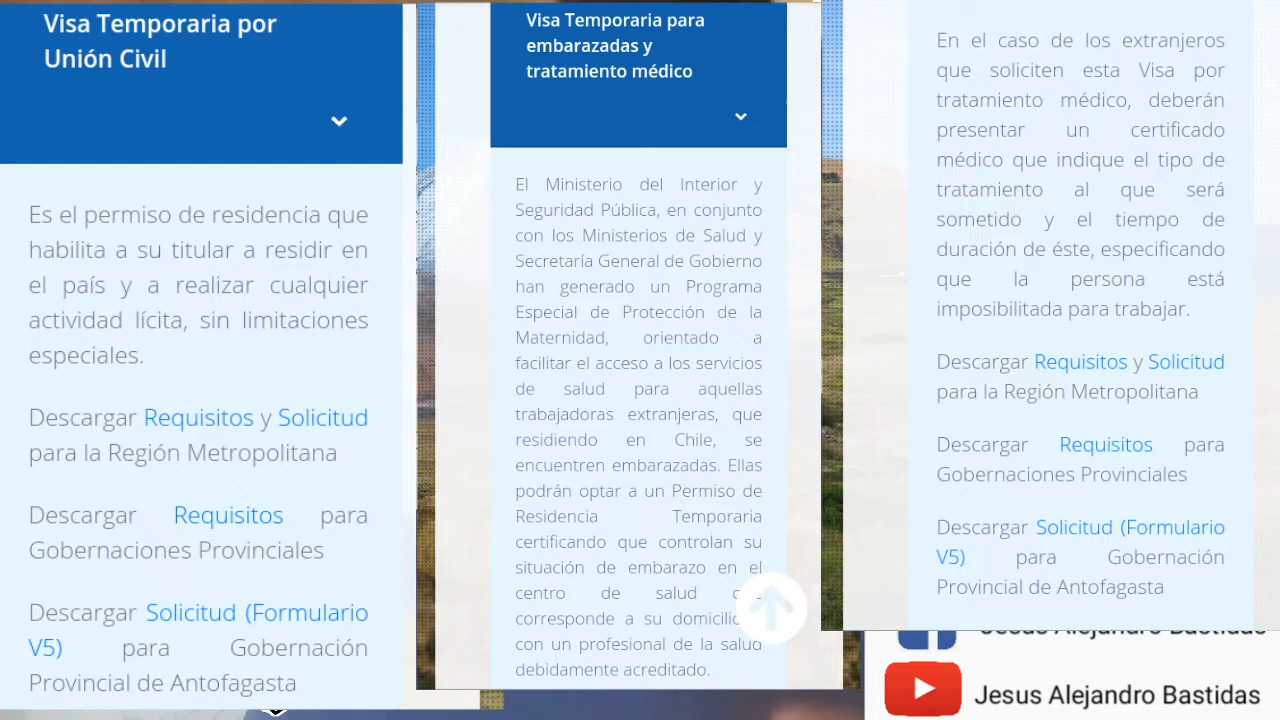 Visa Temporaria por
Unión Civil
Es el permiso de residencia que
habilita a su titular a residir en
el país y a realizar cualquier
actividad lícita, sin limitaciones
especiales.
Descargar Requisitos y Solicitud
para la Región Metropolitana
Descargar Requisitos para
Gobernaciones Provinciales
Descargar Solicitud (Formulario
V5) para Gobernación
Provincial de Antofagasta
Visa Temporaria para
embarazadas y
tratamiento médico
El Ministerio del Interior y
Seguridad Pública, en conjunto
con los Ministerios de Salud y
Secretaría General de Gobierno
han generado un Programa
Especial de Protección de la
Maternidad, orientado a
facilitar el acceso a los servicios
de salud para aquellas
trabajadoras extranjeras, que
residiendo en Chile, se
encuentren embarazadas. Ellas
podrán optar a un Permiso de
Residencia Temporaria
certificando que controlan su
situación de embarazo en el
centro de salud
corresponde a su
con un profesional de la salud
debidamente acreditado.
En el caso de los extranjeros
que soliciten esta Visa por
tratamiento médico, deberán
presentar un certificado
médico que indique el tipo de
tratamiento al que será
sometido y el tiempo de
duración de éste, especificando
que la persona está
imposibilitada para trabajar.
Descargar Requisitos y Solicitud
para la Región Metropolitana
Descargar Requisitos para
Gobernaciones Provinciales
Descargar Solicitud (Formulario
V5) para Gobernación
Provincial de Antofagasta
Jesus Alejandro Bastidas
Jesus Alejandro Bastidas